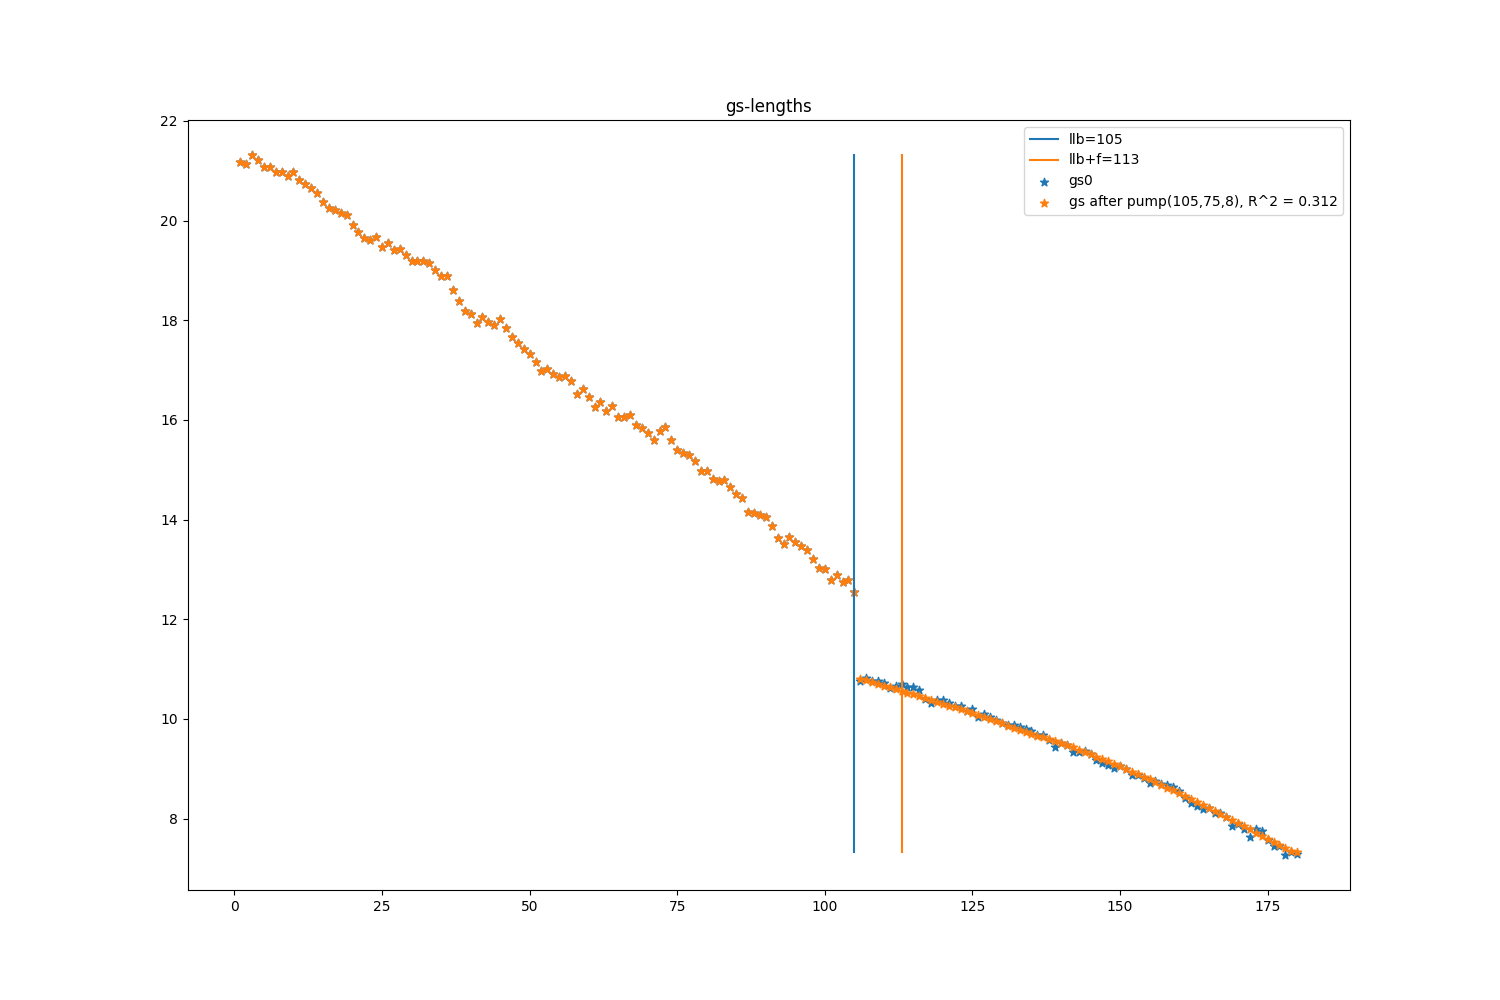 gs-lengths
22
20
18
16
14
12
10
8
0 25 50 75 100 125 150 175
llb=105
llb+f=113
gs0
gs after pump(105,75,8), R^2 = 0.312